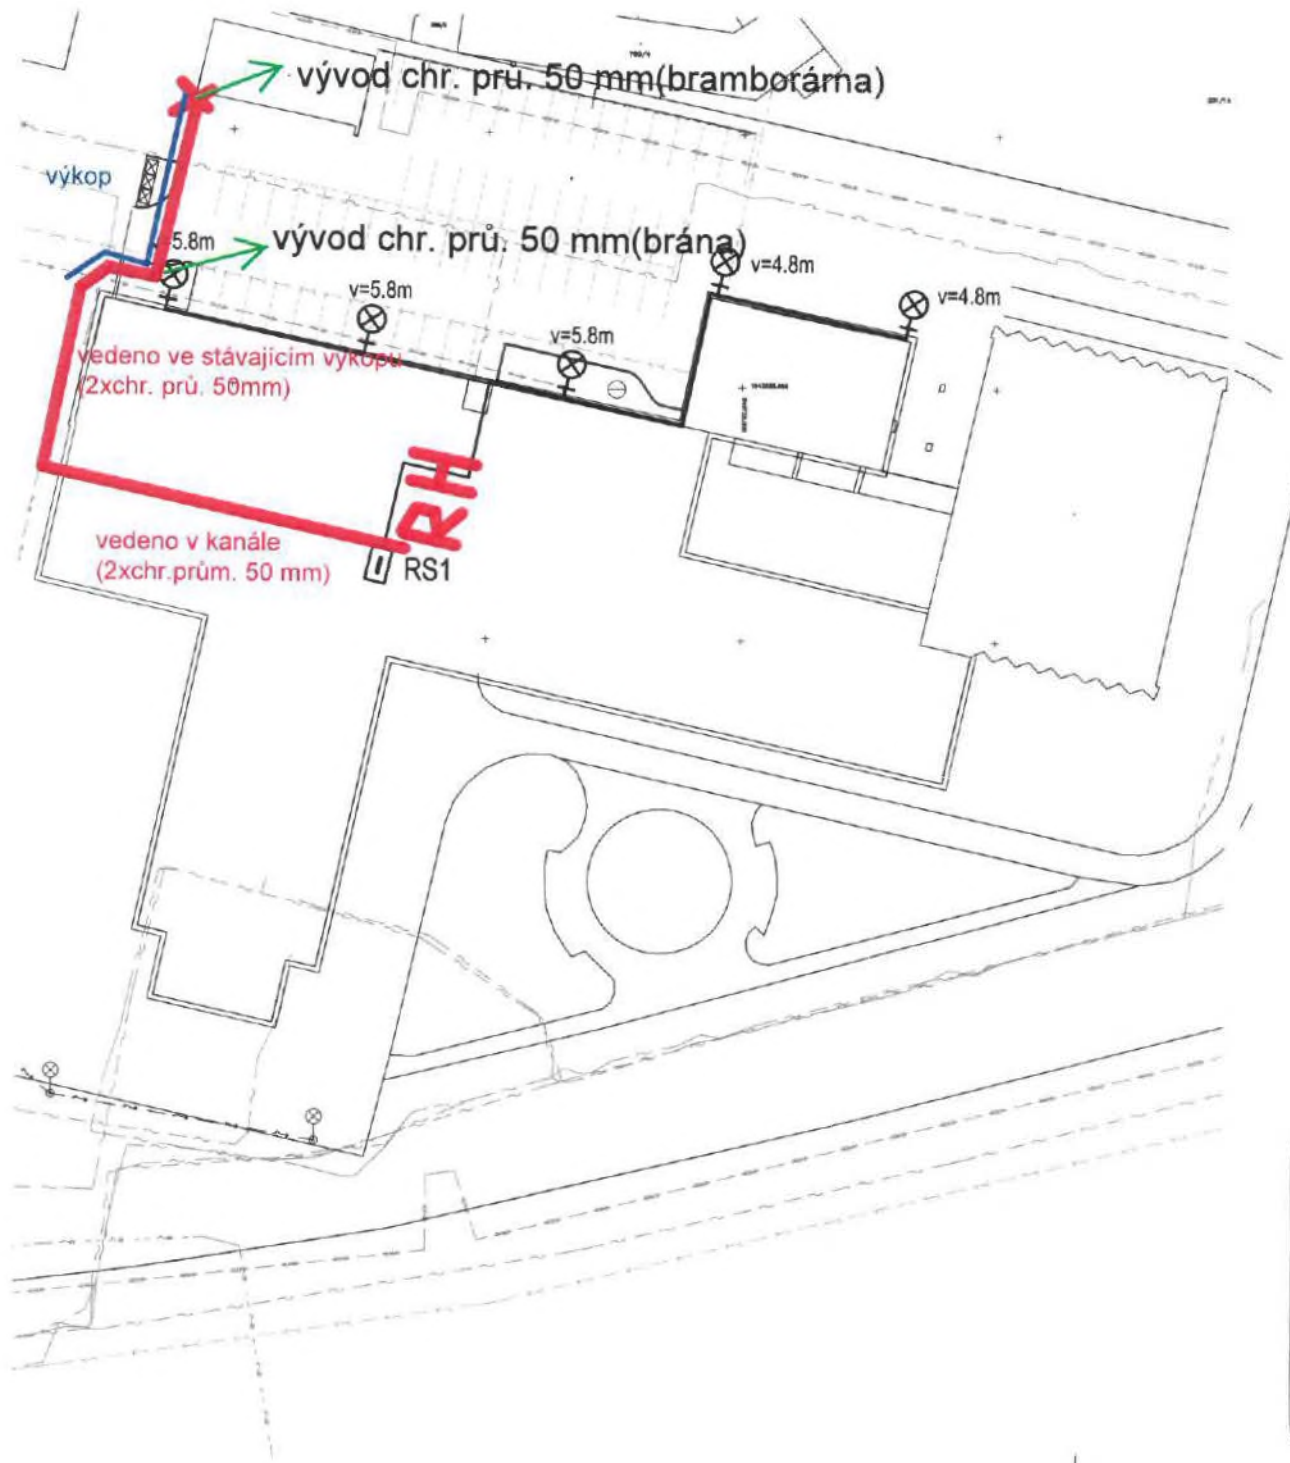 vývod chr. prů. 50 mm(bramborárna)
výkop
5.8m
vývod chr. prů. 50 mm(brána)
v=4.8m
v=5.8m
v=4.8m
v=5.8m
vedeno ve stávajícím výkopu
(2xchr. prů. 50mm)
RH
vedeno v kanále
(2xchr.prům. 50 mm)
RS1